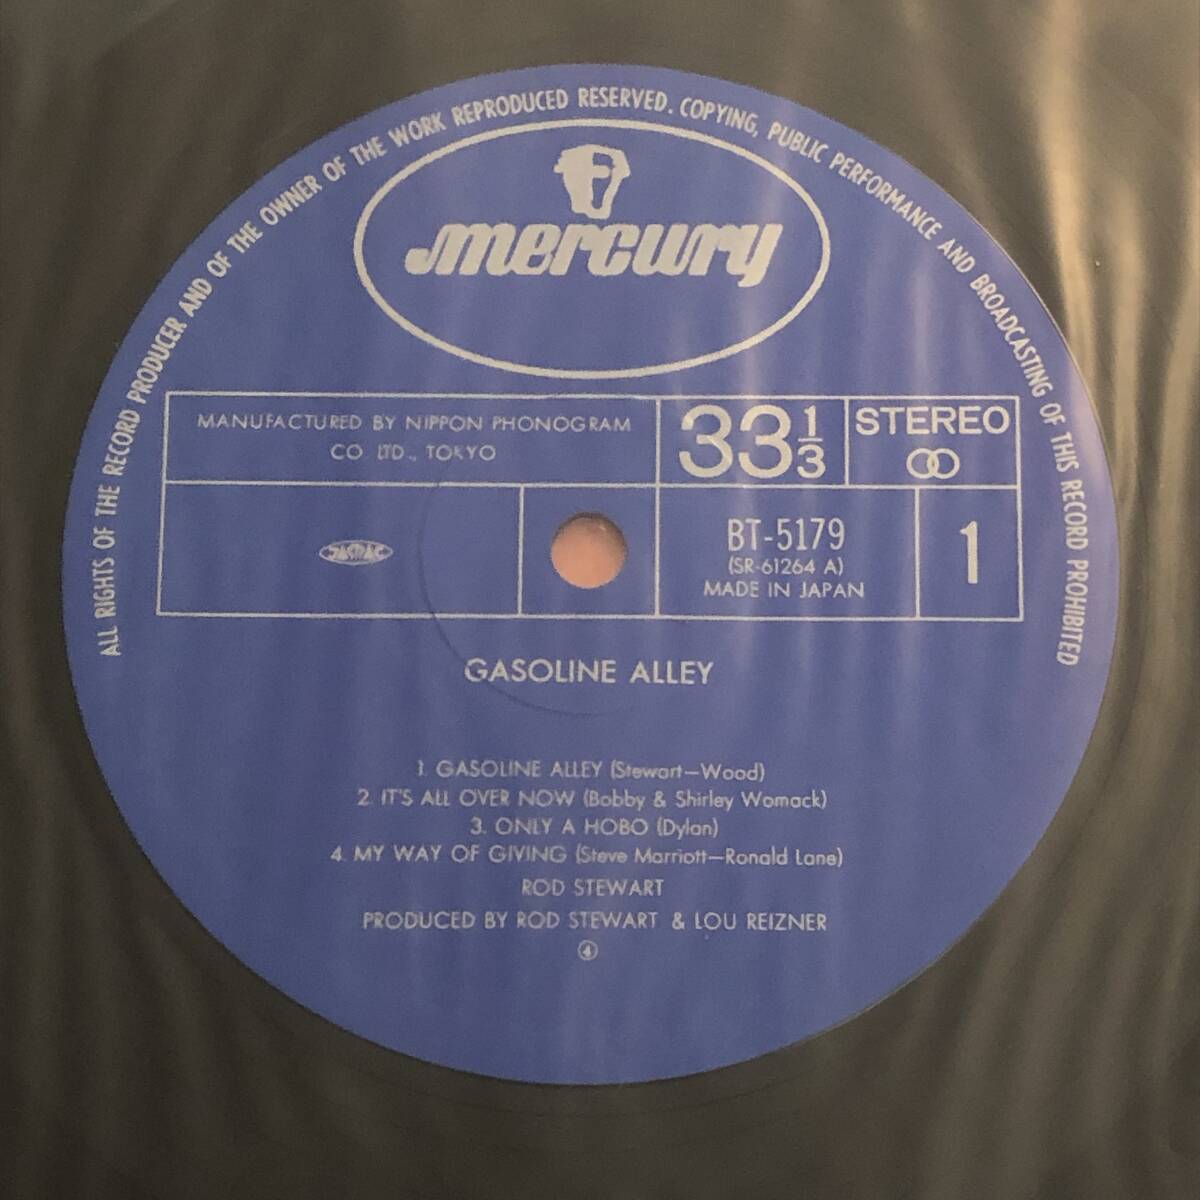 ALL RIGHTS OF THE RECORD PRODUCER AND OF THE OWNER OF THE WORK REPRODUCED RESERVED. COPYING, PUBLIC PERFORMANCE AND BROADCASTING OF THIS RECORD PROHIBITED
mercury
MANUFACTURED BY NIPPON PHONOGRAM
CO. LTD., TOKYO
33 1/3
STEREO
JASRAC
BT-5179
(SR-61264 A)
MADE IN JAPAN
1
GASOLINE ALLEY
1. GASOLINE ALLEY (Stewart—Wood)
2. IT'S ALL OVER NOW (Bobby & Shirley Womack)
3. ONLY A HOBO (Dylan)
4. MY WAY OF GIVING (Steve Marriott—Ronald Lane)
ROD STEWART
PRODUCED BY ROD STEWART & LOU REIZNER
④